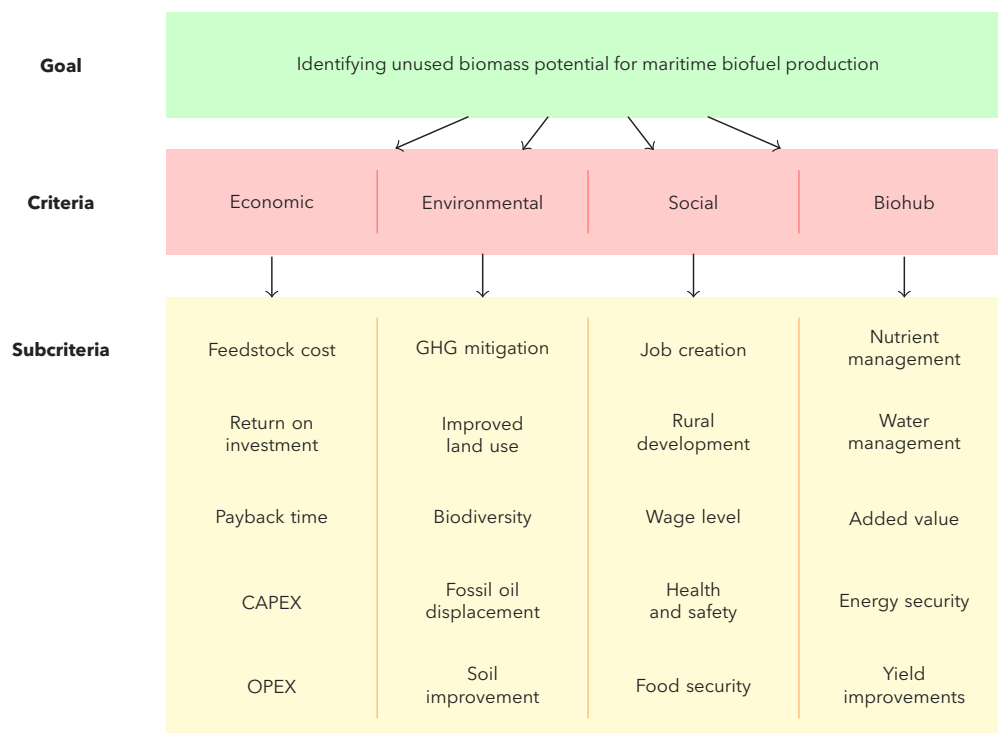 Goal
Identifying unused biomass potential for maritime biofuel production
Criteria
Economic
Environmental
Social
Biohub
Subcriteria
Feedstock cost
GHG mitigation
Job creation
Nutrient
management
Return on
investment
Improved
land use
Rural
development
Water
management
Payback time
Biodiversity
Wage level
Added value
CAPEX
Fossil oil
displacement
Health
and safety
Energy security
OPEX
Soil
improvement
Food security
Yield
improvements